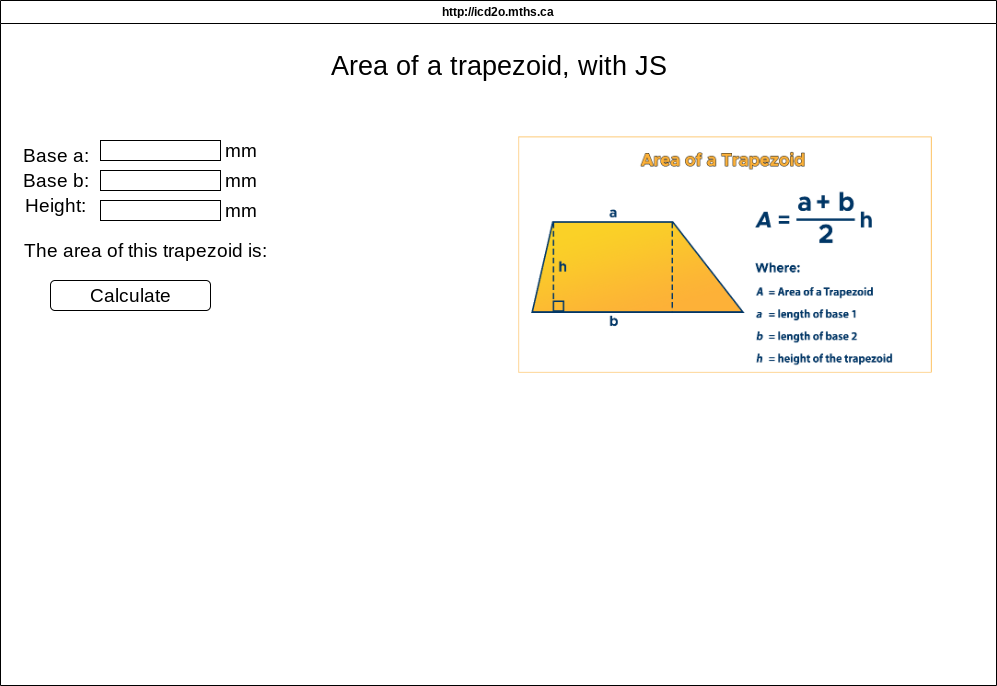 http://icd2o.mths.ca
Area of a trapezoid, with JS
Base a: mm
Base b: mm
Height: mm
The area of this trapezoid is:
Calculate
Area of a Trapezoid
a
h
b
A = a + b
2 h
Where:
A = Area of a Trapezoid
a = length of base 1
b = length of base 2
h = height of the trapezoid